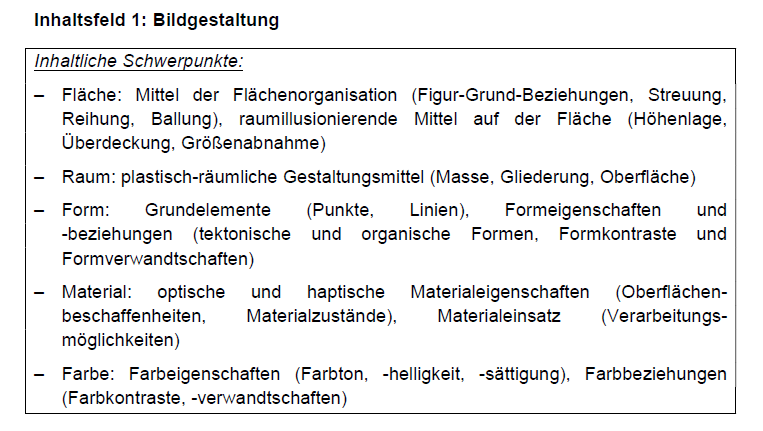 Inhaltsfeld 1: Bildgestaltung
Inhaltliche Schwerpunkte:
– Fläche: Mittel der Flächenorganisation (Figur-Grund-Beziehungen, Streuung,
Reihung, Ballung), raumillusionierende Mittel auf der Fläche (Höhenlage,
Überdeckung, Größenabnahme)
– Raum: plastisch-räumliche Gestaltungsmittel (Masse, Gliederung, Oberfläche)
– Form: Grundelemente (Punkte, Linien), Formeigenschaften und
-beziehungen (tektonische und organische Formen, Formkontraste und
Formverwandtschaften)
– Material: optische und haptische Materialeigenschaften (Oberflächen-
beschaffenheiten, Materialzustände), Materialeinsatz (Verarbeitungs-
möglichkeiten)
– Farbe: Farbeigenschaften (Farbton, -helligkeit, -sättigung), Farbbeziehungen
(Farbkontraste, -verwandtschaften)